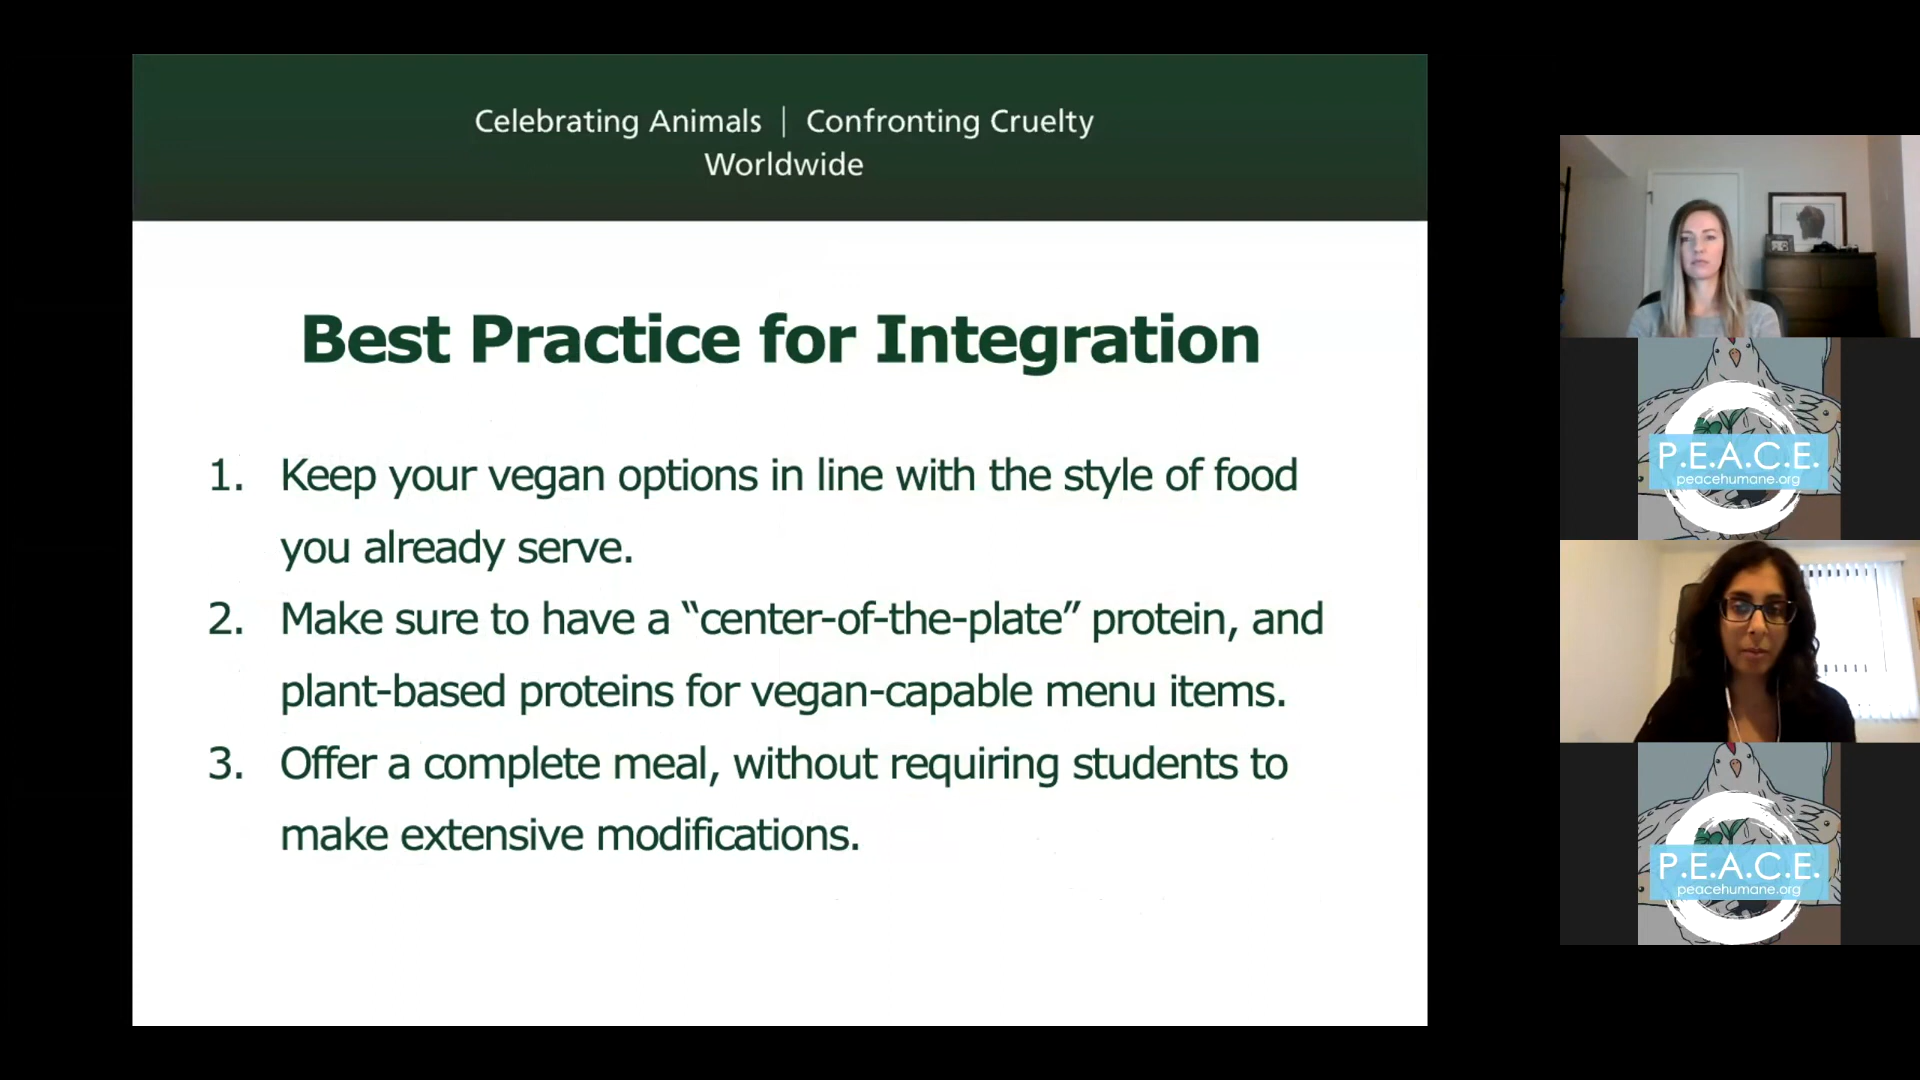 Celebrating Animals | Confronting Cruelty
Worldwide
Best Practice for Integration
1. Keep your vegan options in line with the style of food
you already serve.
2. Make sure to have a “center-of-the-plate” protein, and
plant-based proteins for vegan-capable menu items.
3. Offer a complete meal, without requiring students to
make extensive modifications.
P.E.A.C.E.
peacehumane.org
P.E.A.C.E.
peacehumane.org